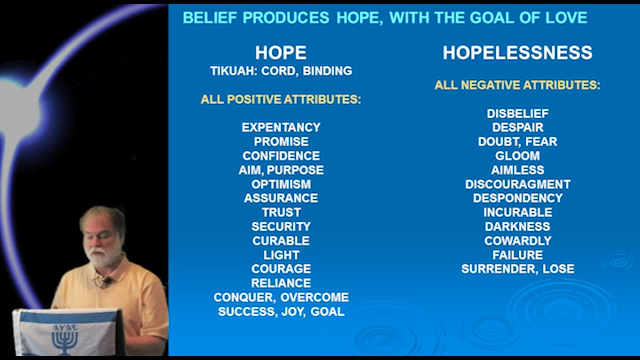 BELIEF PRODUCES HOPE, WITH THE GOAL OF LOVE
HOPE
TIKUAH: CORD, BINDING
ALL POSITIVE ATTRIBUTES:
EXPENTANCY
PROMISE
CONFIDENCE
AIM, PURPOSE
OPTIMISM
ASSURANCE
TRUST
SECURITY
CURABLE
LIGHT
COURAGE
RELIANCE
CONQUER, OVERCOME
SUCCESS, JOY, GOAL
HOPELESSNESS
ALL NEGATIVE ATTRIBUTES:
DISBELIEF
DESPAIR
DOUBT, FEAR
GLOOM
AIMLESS
DISCOURAGMENT
DESPONDENCY
INCURABLE
DARKNESS
COWARDLY
FAILURE
SURRENDER, LOSE